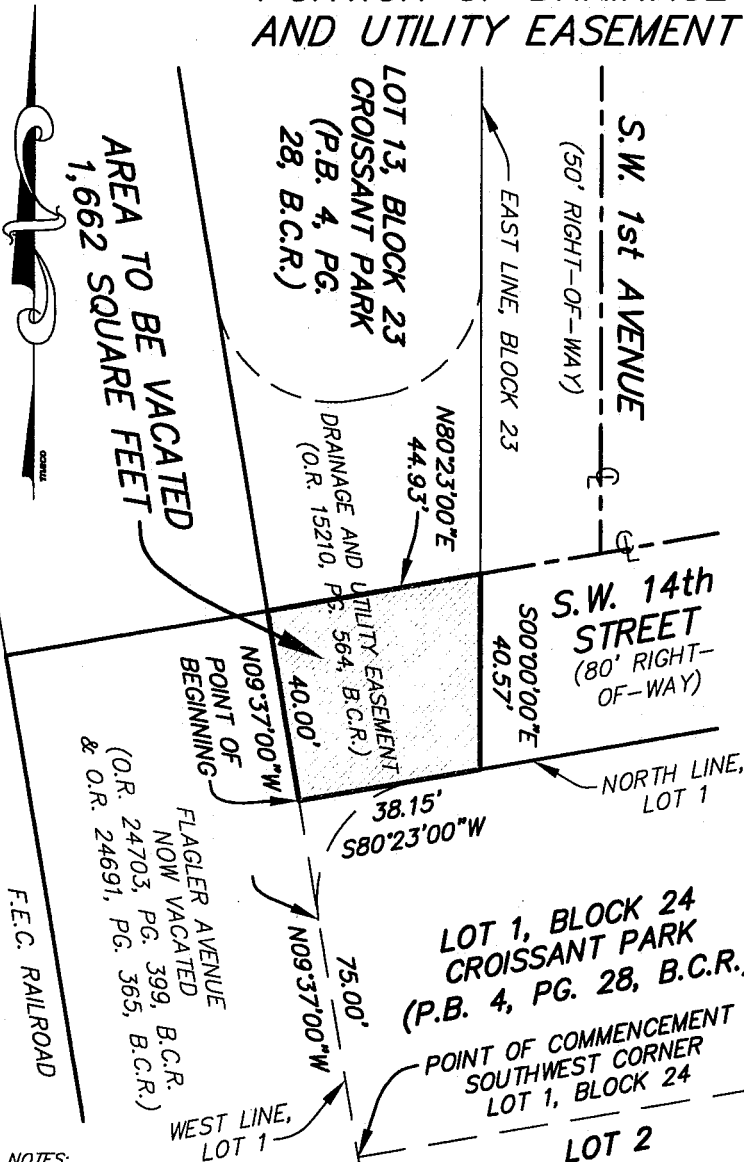 AND UTILITY EASEMENT
S.W. 1st AVENUE
(50' RIGHT-OF-WAY)
EAST LINE, BLOCK 23
LOT 13, BLOCK 23
CROISSANT PARK
(P.B. 4, PG.
28, B.C.R.)
AREA TO BE VACATED
1,662 SQUARE FEET
DRAINAGE AND UTILITY EASEMENT
(O.R. 15210, PG. 564, B.C.R.)
N80°23'00"E
44.93'
S00°00'00"E
40.57'
S.W. 14th
STREET
(80' RIGHT-
OF-WAY)
40.00'
N09°37'00"W
POINT OF
BEGINNING
38.15'
S80°23'00"W
NORTH LINE,
LOT 1
FLAGLER AVENUE
NOW VACATED
(O.R. 24703, PG. 399, B.C.R.
& O.R. 24691, PG. 365, B.C.R.)
F.E.C. RAILROAD
75.00'
N09°37'00"W
LOT 1, BLOCK 24
CROISSANT PARK
(P.B. 4, PG. 28, B.C.R.)
POINT OF COMMENCEMENT
SOUTHWEST CORNER
LOT 1, BLOCK 24
WEST LINE,
LOT 1
LOT 2
NOTES: